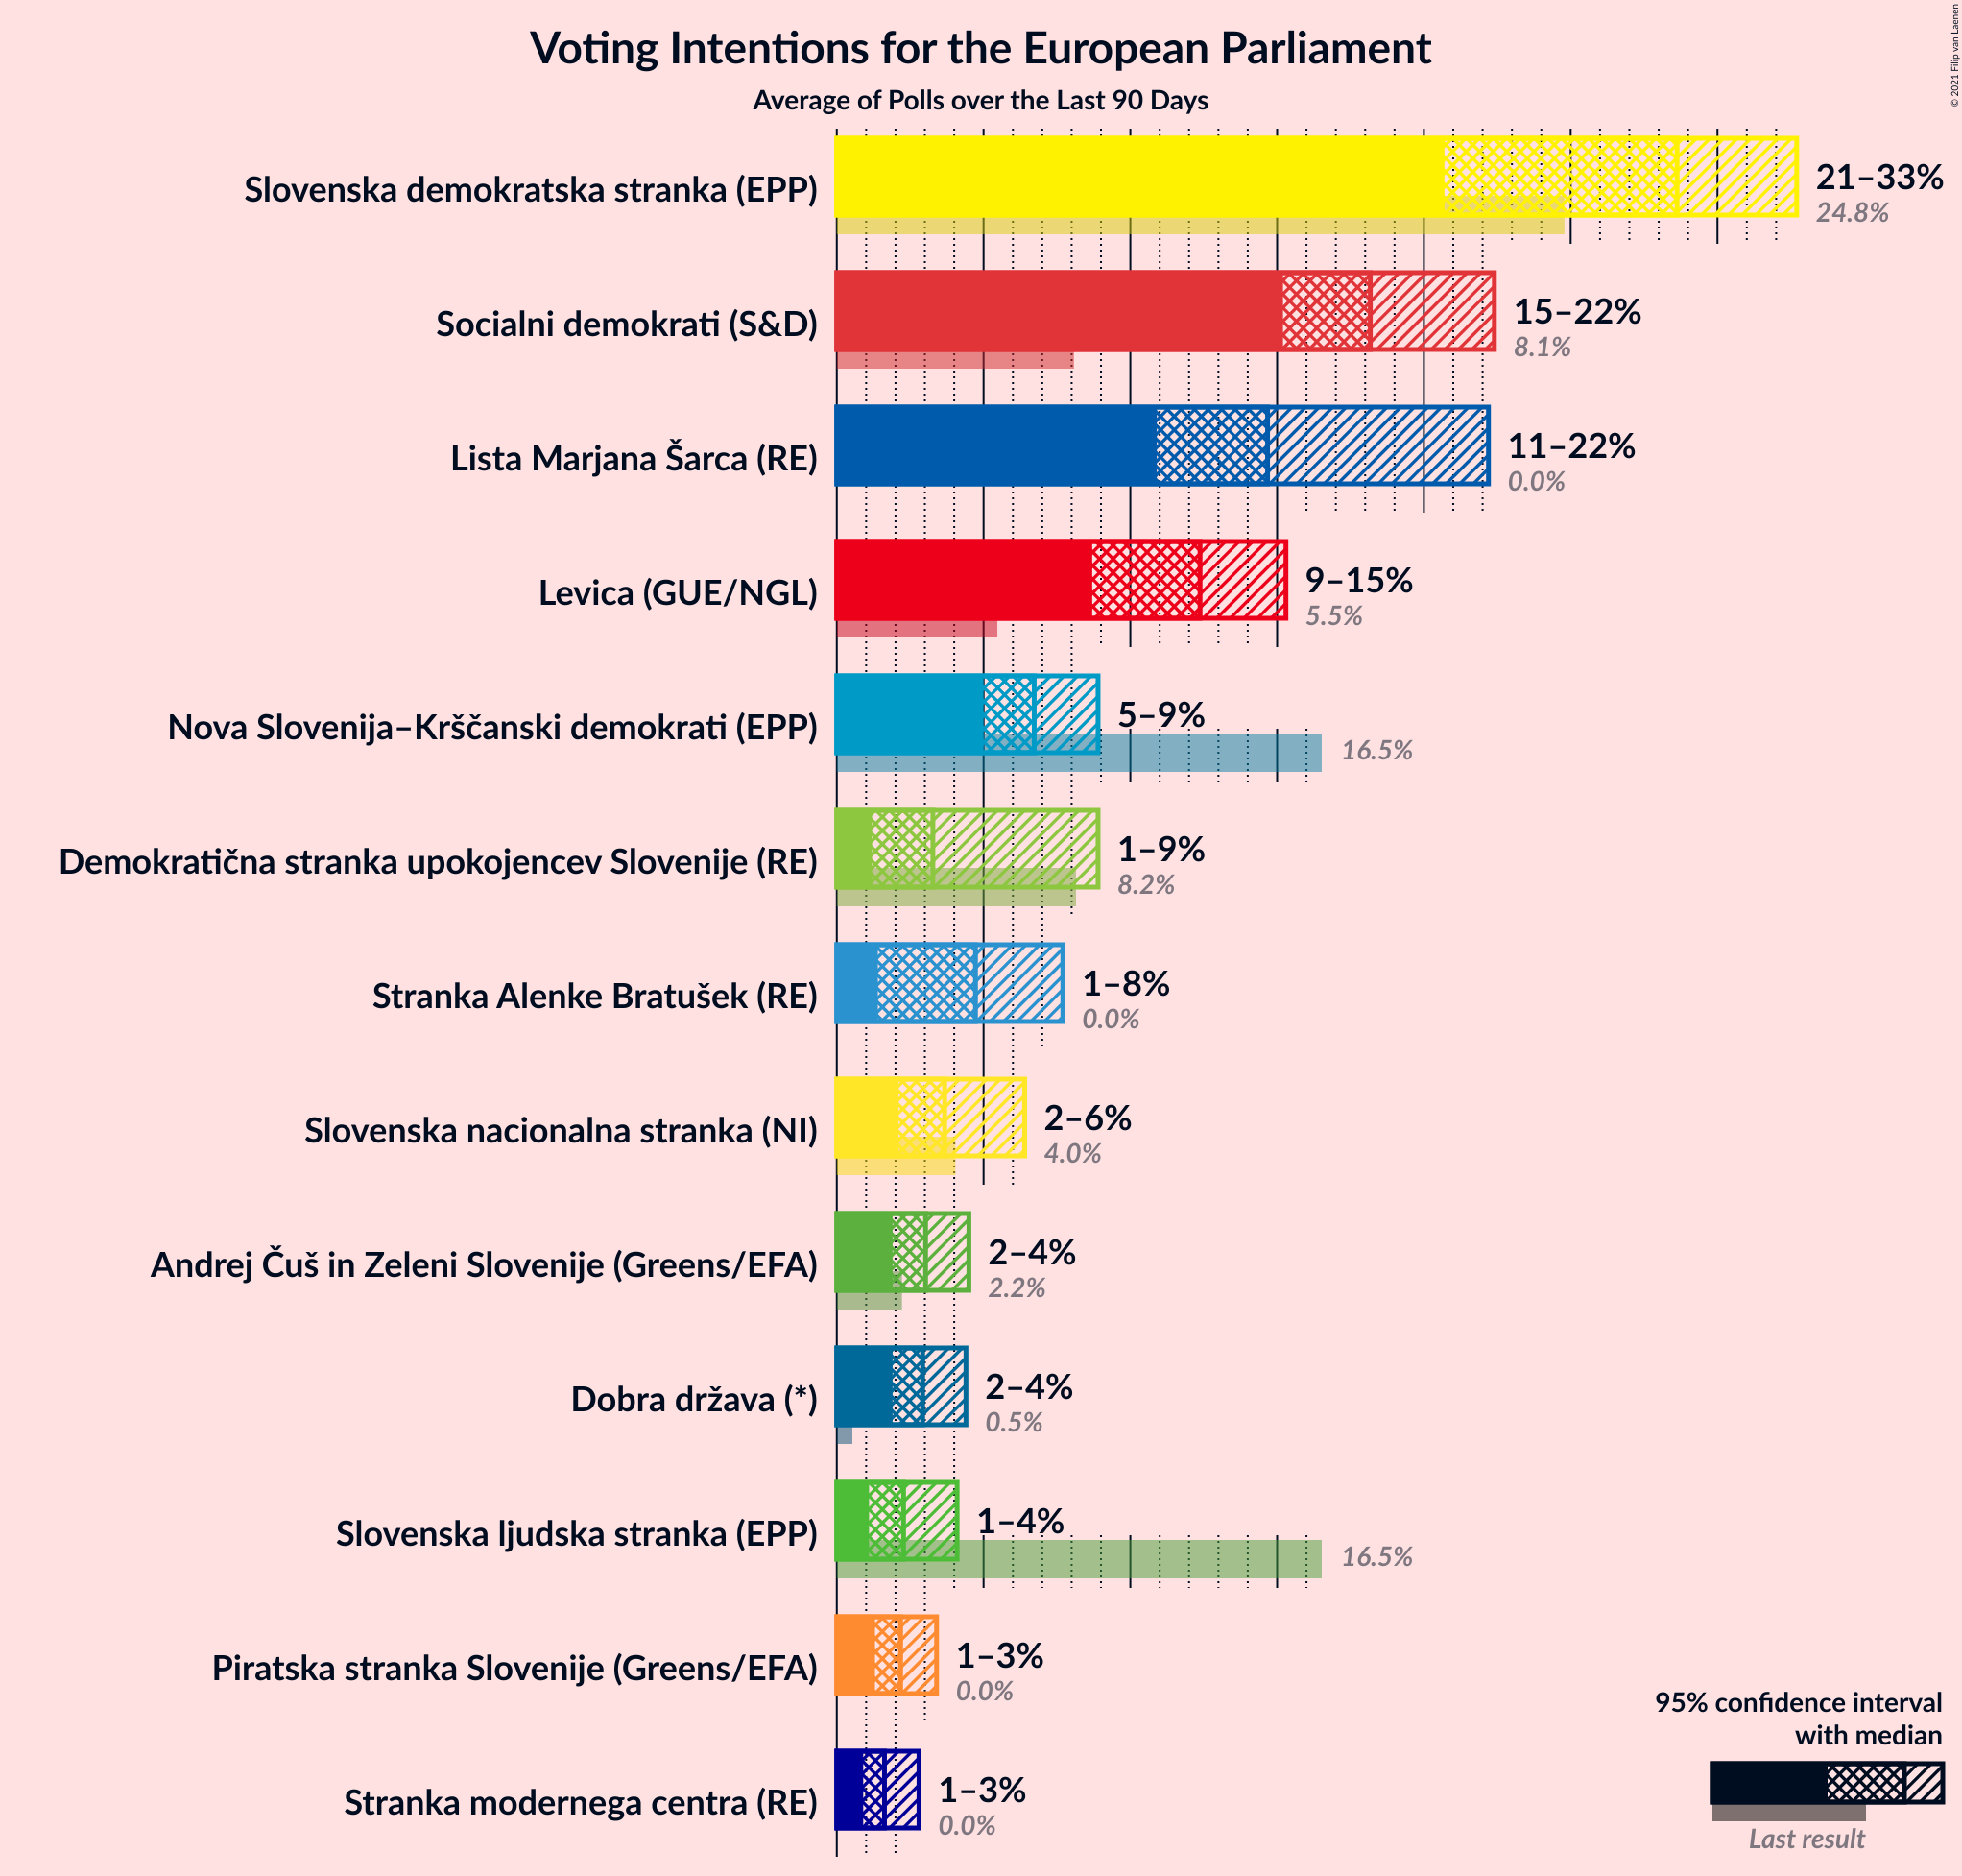 Voting Intentions for the European Parliament
Average of Polls over the Last 90 Days
© 2021 Filip van Laenen
Slovenska demokratska stranka (EPP)
21–33%
24.8%
Socialni demokrati (S&D)
15–22%
8.1%
Lista Marjana Šarca (RE)
11–22%
0.0%
Levica (GUE/NGL)
9–15%
5.5%
Nova Slovenija–Krščanski demokrati (EPP)
5–9%
16.5%
Demokratična stranka upokojencev Slovenije (RE)
1–9%
8.2%
Stranka Alenke Bratušek (RE)
1–8%
0.0%
Slovenska nacionalna stranka (NI)
2–6%
4.0%
Andrej Čuš in Zeleni Slovenije (Greens/EFA)
2–4%
2.2%
Dobra država (*)
2–4%
0.5%
Slovenska ljudska stranka (EPP)
1–4%
16.5%
Piratska stranka Slovenije (Greens/EFA)
1–3%
0.0%
Stranka modernega centra (RE)
1–3%
0.0%
95% confidence interval
with median
Last result